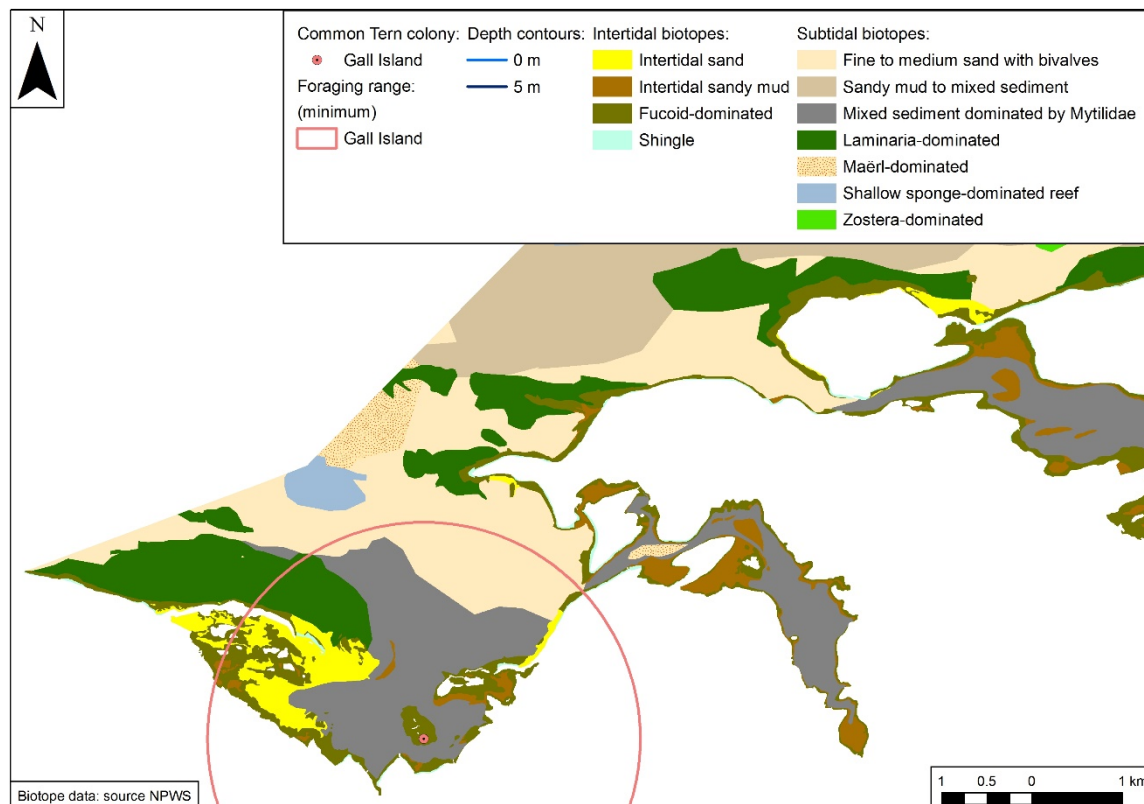 N
Common Tern colony:
Gall Island
Foraging range:
(minimum)
Gall Island
Depth contours:
0 m
5 m
Intertidal biotopes:
Intertidal sand
Intertidal sandy mud
Fucoid-dominated
Shingle
Subtidal biotopes:
Fine to medium sand with bivalves
Sandy mud to mixed sediment
Mixed sediment dominated by Mytilidae
Laminaria-dominated
Maërl-dominated
Shallow sponge-dominated reef
Zostera-dominated
Biotope data: source NPWS
1 0.5 0 1 km